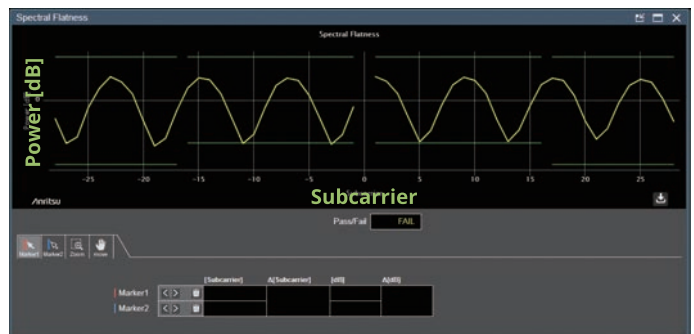 Spectral Flatness
Spectral Flatness
Power [dB]
-25 -20 -15 -10 -5 0 5 10 15 20 25
Subcarrier
Anritsu
Pass/Fail FAIL
Marker1 Marker2 Zoom move
[Subcarrier] Δ[Subcarrier] [dB] Δ[dB]
Marker1 < >
Marker2 < >